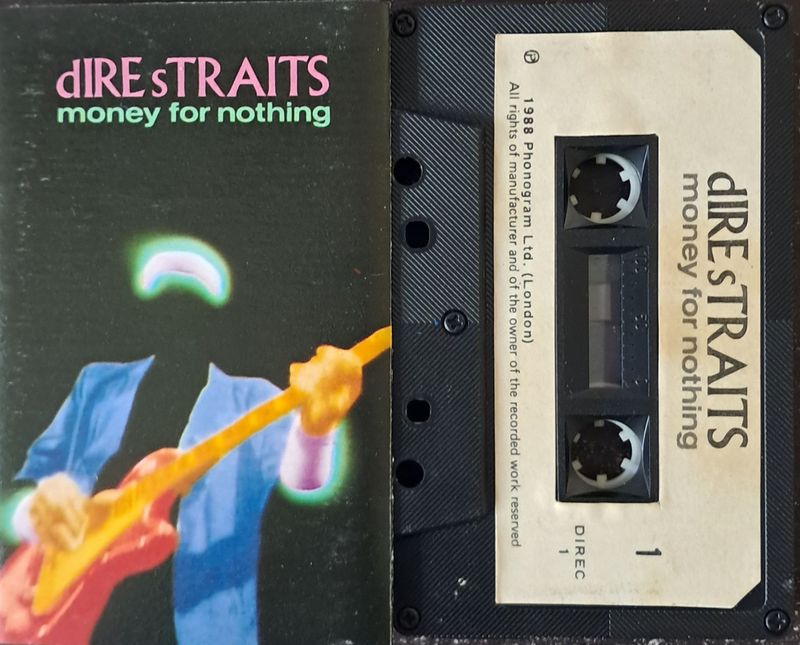 dIRE sTRAITS
money for nothing
dIRE sTRAITS
money for nothing
℗ 1988 Phonogram Ltd. (London)
All rights of manufacturer and of the owner of the recorded work reserved
1
DIREC
1